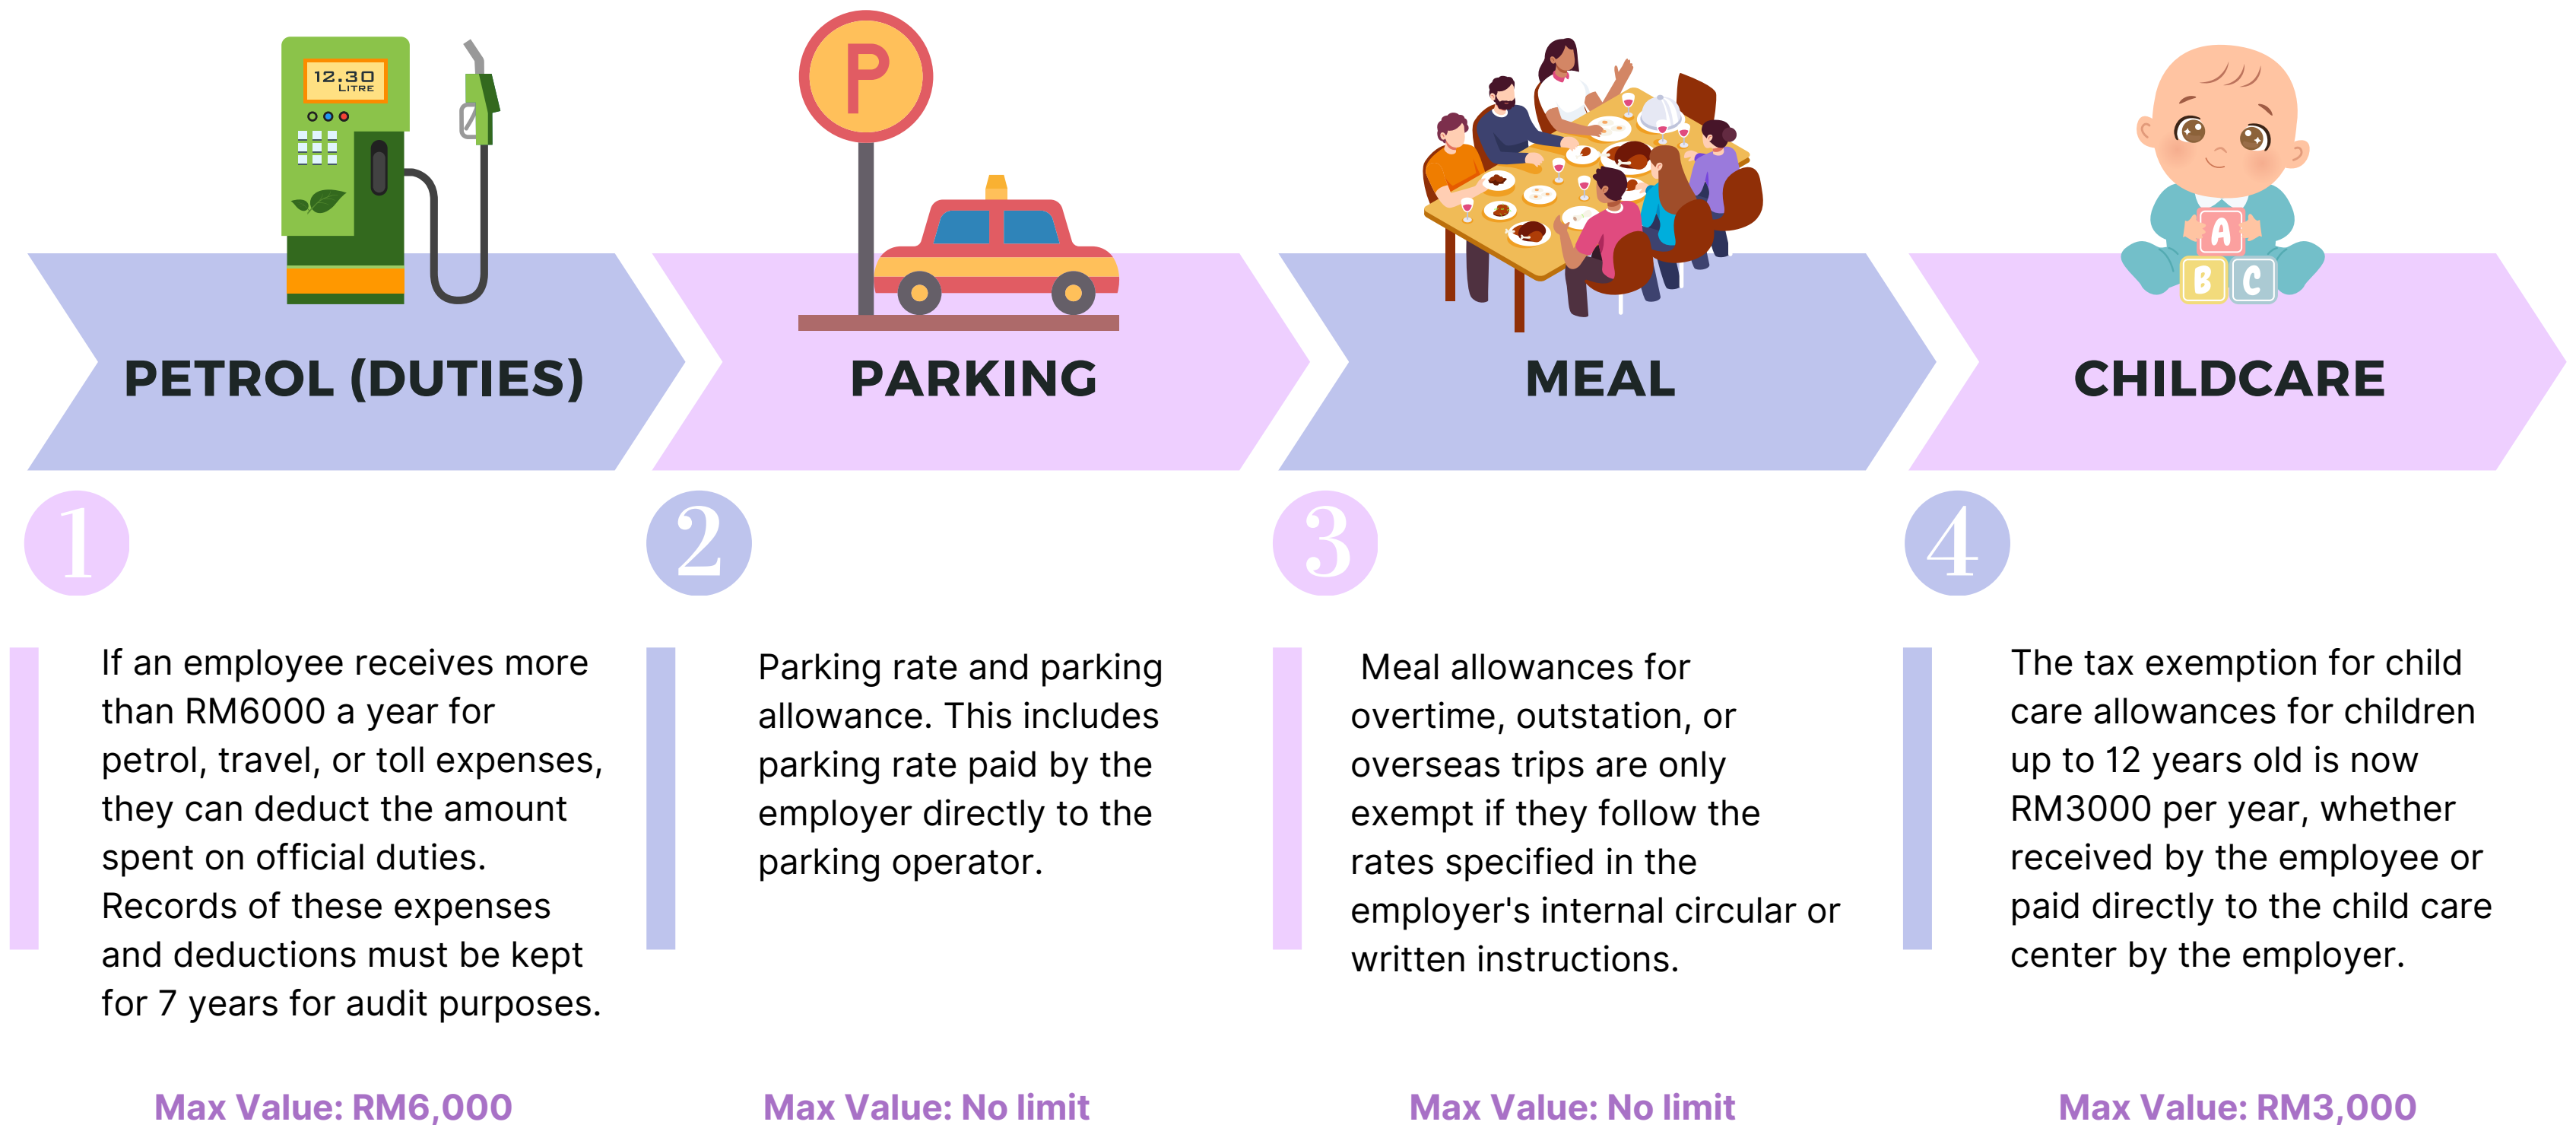 12.30
LITRE
P
A
B
C
PETROL (DUTIES)
PARKING
MEAL
CHILDCARE
1
If an employee receives more
than RM6000 a year for
petrol, travel, or toll expenses,
they can deduct the amount
spent on official duties.
Records of these expenses
and deductions must be kept
for 7 years for audit purposes.
Max Value: RM6,000
2
Parking rate and parking
allowance. This includes
parking rate paid by the
employer directly to the
parking operator.
Max Value: No limit
3
Meal allowances for
overtime, outstation, or
overseas trips are only
exempt if they follow the
rates specified in the
employer's internal circular or
written instructions.
Max Value: No limit
4
The tax exemption for child
care allowances for children
up to 12 years old is now
RM3000 per year, whether
received by the employee or
paid directly to the child care
center by the employer.
Max Value: RM3,000